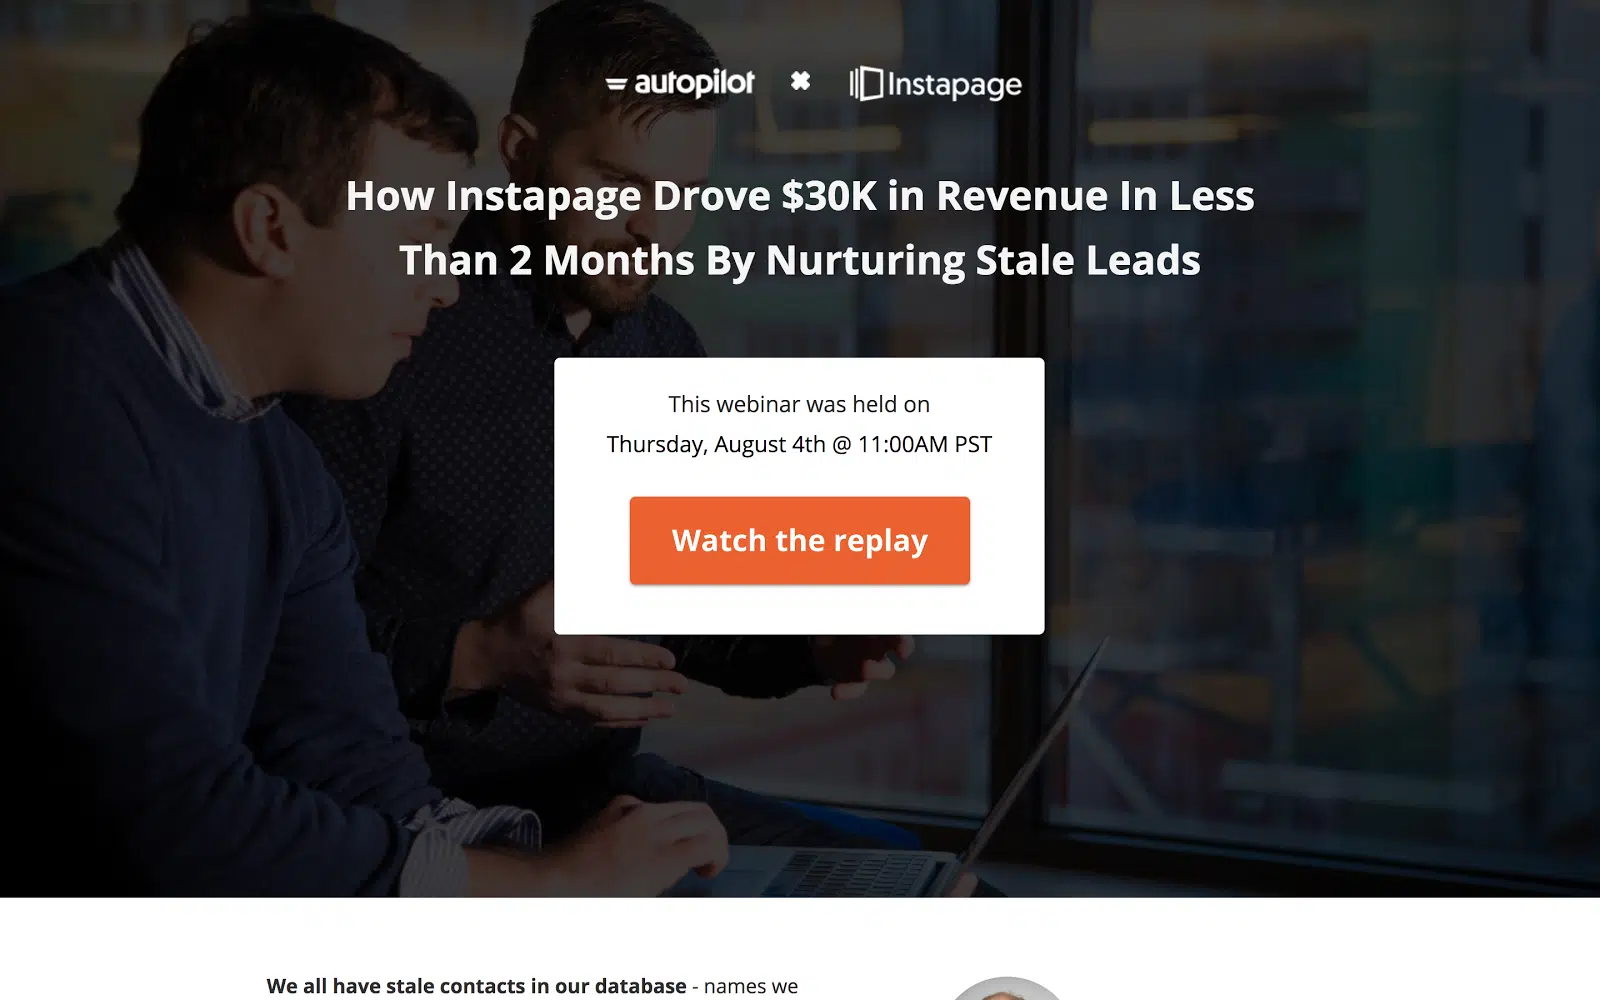 autopilot ✖ Instapage
How Instapage Drove $30K in Revenue In Less
Than 2 Months By Nurturing Stale Leads
This webinar was held on
Thursday, August 4th @ 11:00AM PST
Watch the replay
We all have stale contacts in our database - names we